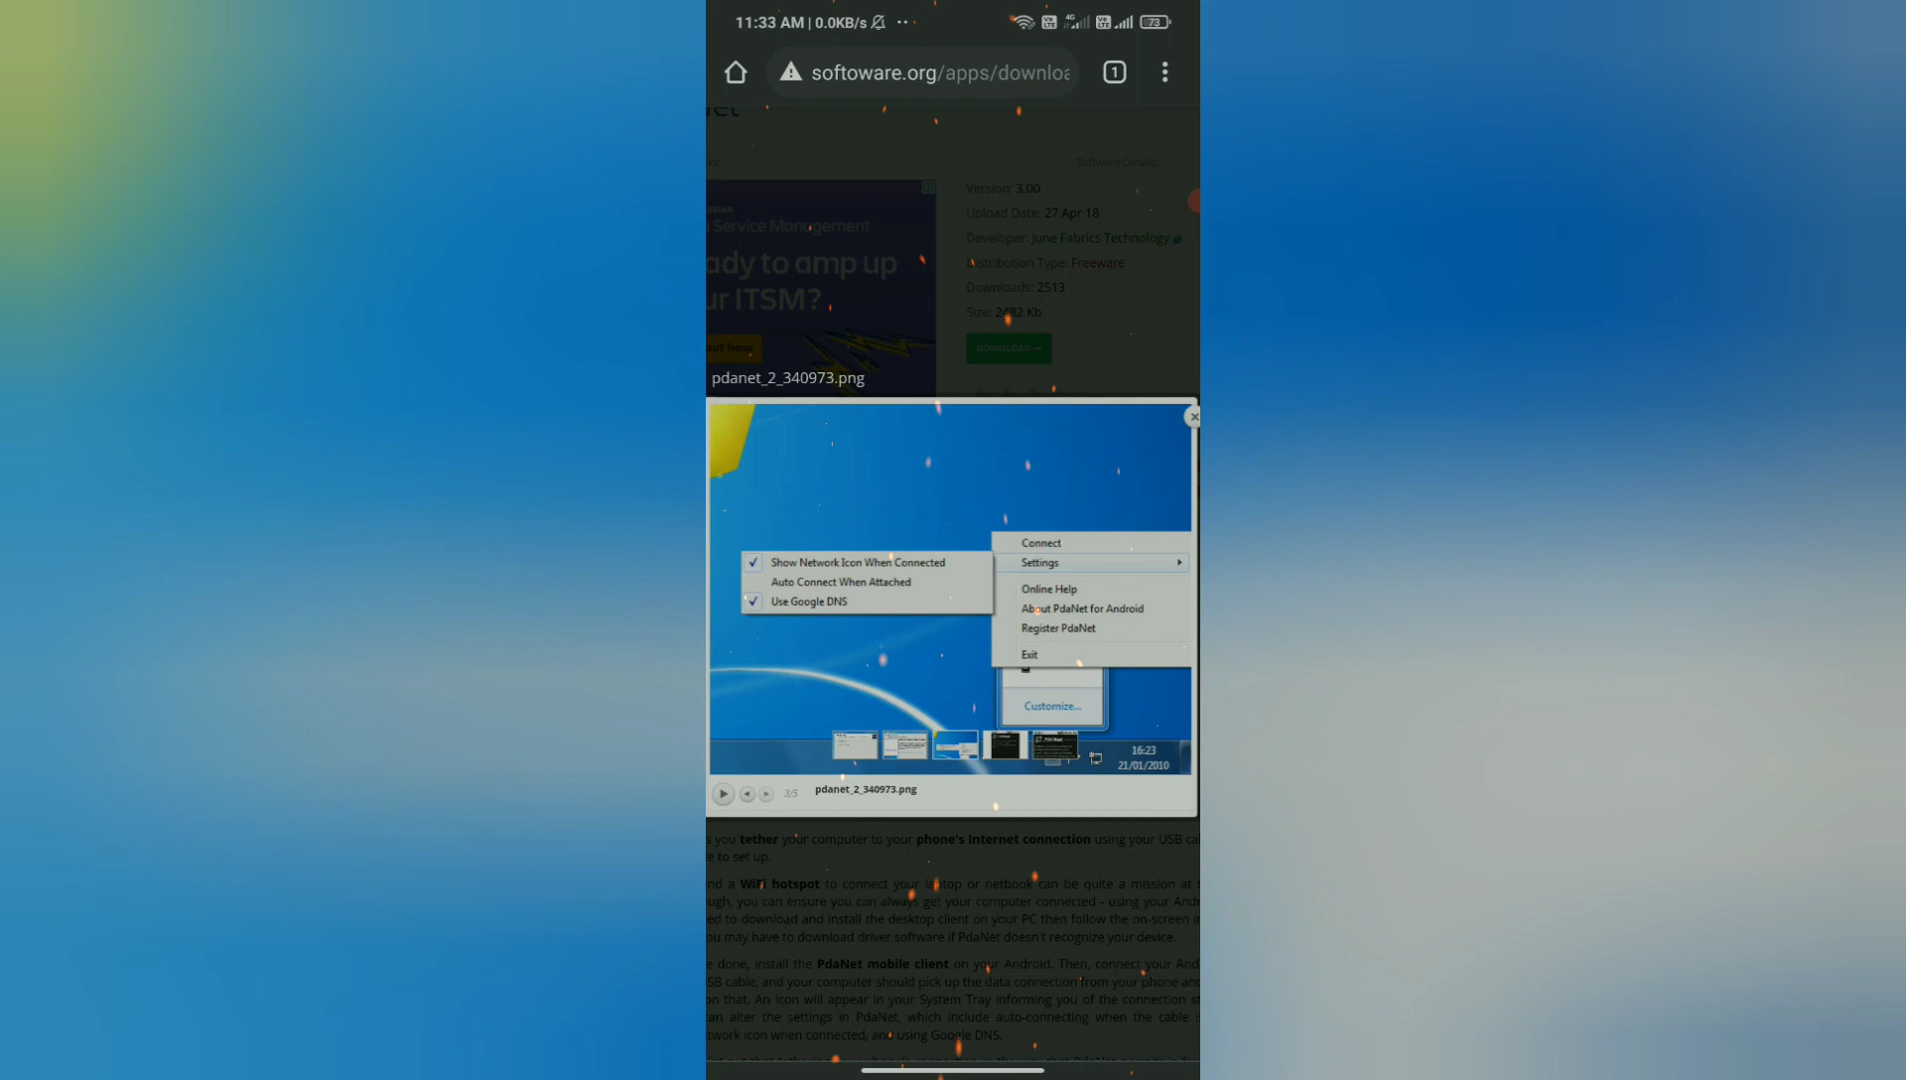 11:33 AM | 0.0KB/s
4G
73
softoware.org/apps/downloa
1
Software Details:
Version: 3.00
Service Management
Upload Date: 27 Apr 18
Developer: June Fabrics Technology
ady to amp up
Distribution Type: Freeware
ur ITSM?
Downloads: 2513
Size: 2482 Kb
out how
DOWNLOAD
pdanet_2_340973.png
Connect
Settings
Show Network Icon When Connected
Auto Connect When Attached
Use Google DNS
Online Help
About PdaNet for Android
Register PdaNet
Exit
Customize...
16:23
21/01/2010
3/5
pdanet_2_340973.png
s you tether your computer to your phone's Internet connection using your USB ca
e to set up.
nd a WiFi hotspot to connect your laptop or netbook can be quite a mission at t
ugh, you can ensure you can always get your computer connected - using your Andr
ed to download and install the desktop client on your PC then follow the on-screen i
ou may have to download driver software if PdaNet doesn't recognize your device.
e done, install the PdaNet mobile client on your Android. Then, connect your And
SB cable, and your computer should pick up the data connection from your phone an
on that. An icon will appear in your System Tray informing you of the connection s
an alter the settings in PdaNet, which include auto-connecting when the cable i
twork icon when connected, and using Google DNS.